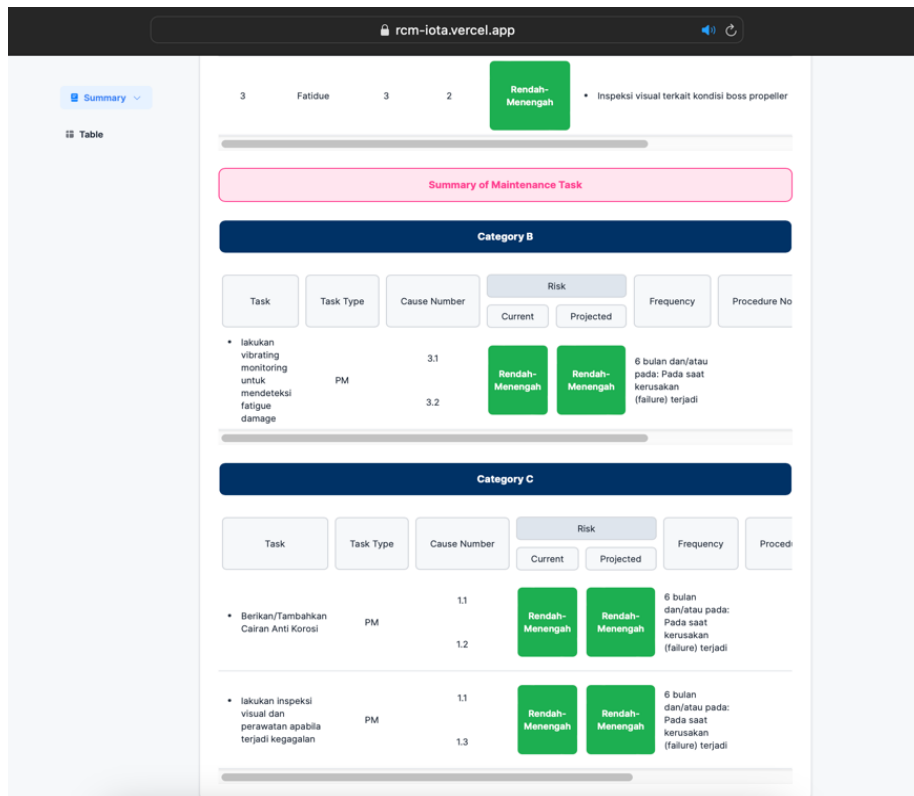 rcm-iota.vercel.app
Summary
Table
3 Fatidue 3 2 Rendah-Menengah • Inspeksi visual terkait kondisi boss propeller
Summary of Maintenance Task
Category B
Task Task Type Cause Number Risk Frequency Procedure No
Current Projected
• lakukan
vibrating
monitoring
untuk
mendeteksi
fatigue
damage
PM
3.1
3.2
Rendah-
Menengah
Rendah-
Menengah
6 bulan dan/atau
pada: Pada saat
kerusakan
(failure) terjadi
Category C
Task Task Type Cause Number Risk Frequency Proced
Current Projected
• Berikan/Tambahkan
Cairan Anti Korosi
PM
1.1
1.2
Rendah-
Menengah
Rendah-
Menengah
6 bulan
dan/atau pada:
Pada saat
kerusakan
(failure) terjadi
• lakukan inspeksi
visual dan
perawatan apabila
terjadi kegagalan
PM
1.1
1.3
Rendah-
Menengah
Rendah-
Menengah
6 bulan
dan/atau pada:
Pada saat
kerusakan
(failure) terjadi